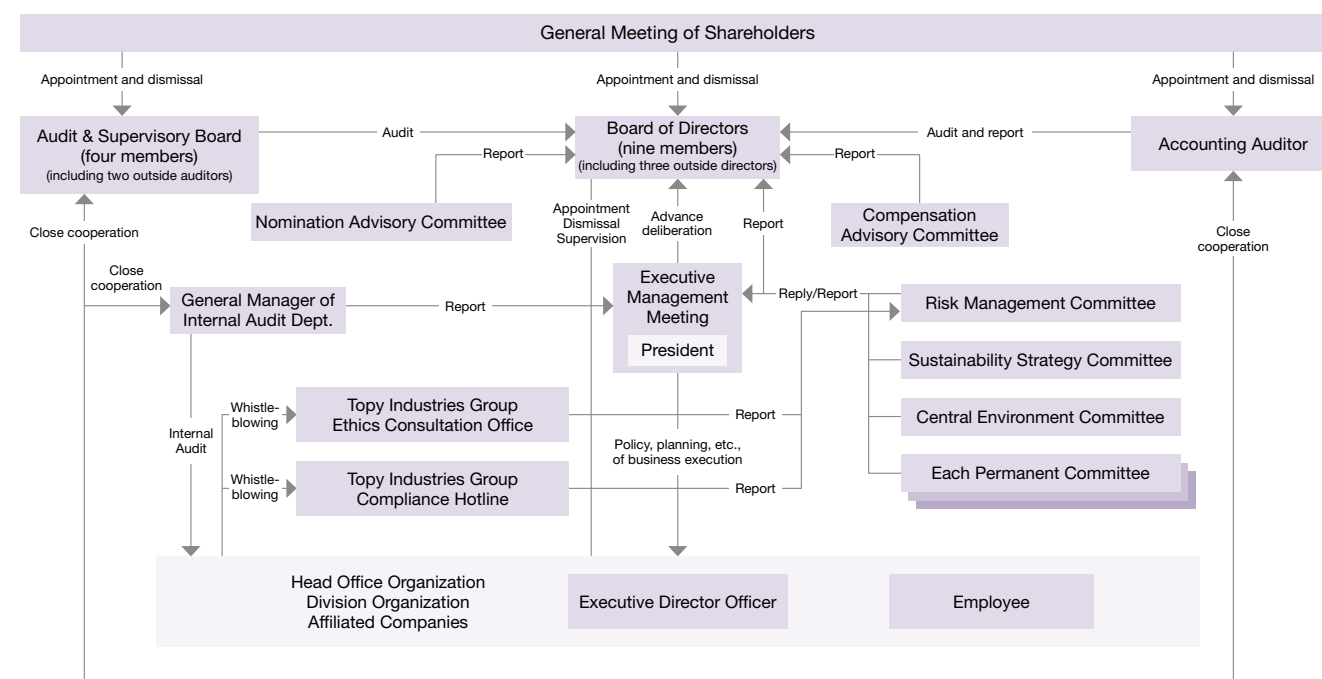 General Meeting of Shareholders
Appointment and dismissal
Appointment and dismissal
Appointment and dismissal
Audit & Supervisory Board
(four members)
(including two outside auditors)
Audit
Board of Directors
(nine members)
(including three outside directors)
Audit and report
Accounting Auditor
Report
Report
Nomination Advisory Committee
Appointment
Dismissal
Supervision
Advance
deliberation
Report
Compensation
Advisory Committee
Close cooperation
Close
cooperation
Close
cooperation
General Manager of
Internal Audit Dept.
Report
Executive
Management
Meeting
President
Reply/Report
Risk Management Committee
Sustainability Strategy Committee
Central Environment Committee
Each Permanent Committee
Internal
Audit
Whistle-
blowing
Topy Industries Group
Ethics Consultation Office
Report
Policy, planning, etc.,
of business execution
Whistle-
blowing
Topy Industries Group
Compliance Hotline
Report
Head Office Organization
Division Organization
Affiliated Companies
Executive Director Officer
Employee